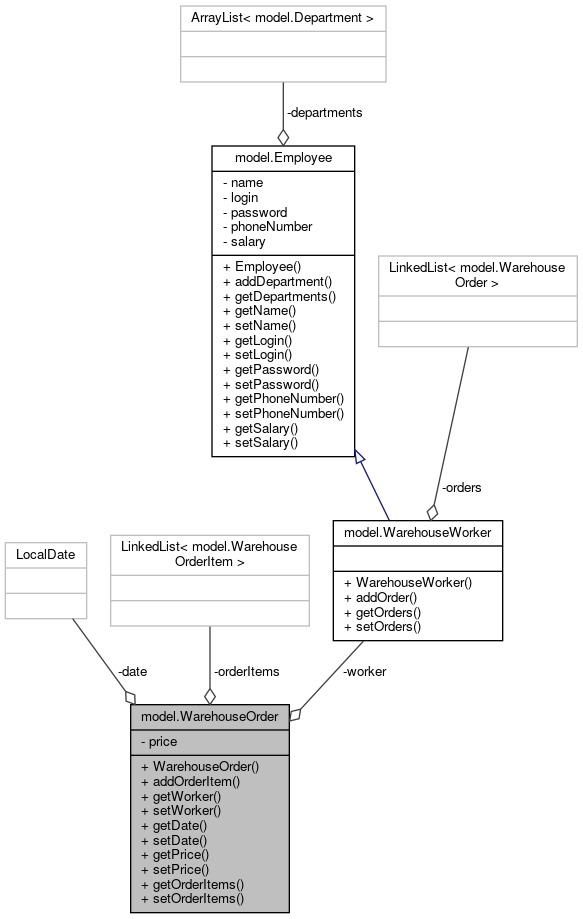 ArrayList< model.Department >
-departments
model.Employee
- name
- login
- password
- phoneNumber
- salary
+ Employee()
+ addDepartment()
+ getDepartments()
+ getName()
+ setName()
+ getLogin()
+ setLogin()
+ getPassword()
+ setPassword()
+ getPhoneNumber()
+ setPhoneNumber()
+ getSalary()
+ setSalary()
LinkedList< model.Warehouse
Order >
-orders
model.WarehouseWorker
+ WarehouseWorker()
+ addOrder()
+ getOrders()
+ setOrders()
LocalDate
LinkedList< model.Warehouse
OrderItem >
-date
-orderItems
-worker
model.WarehouseOrder
- price
+ WarehouseOrder()
+ addOrderItem()
+ getWorker()
+ setWorker()
+ getDate()
+ setDate()
+ getPrice()
+ setPrice()
+ getOrderItems()
+ setOrderItems()